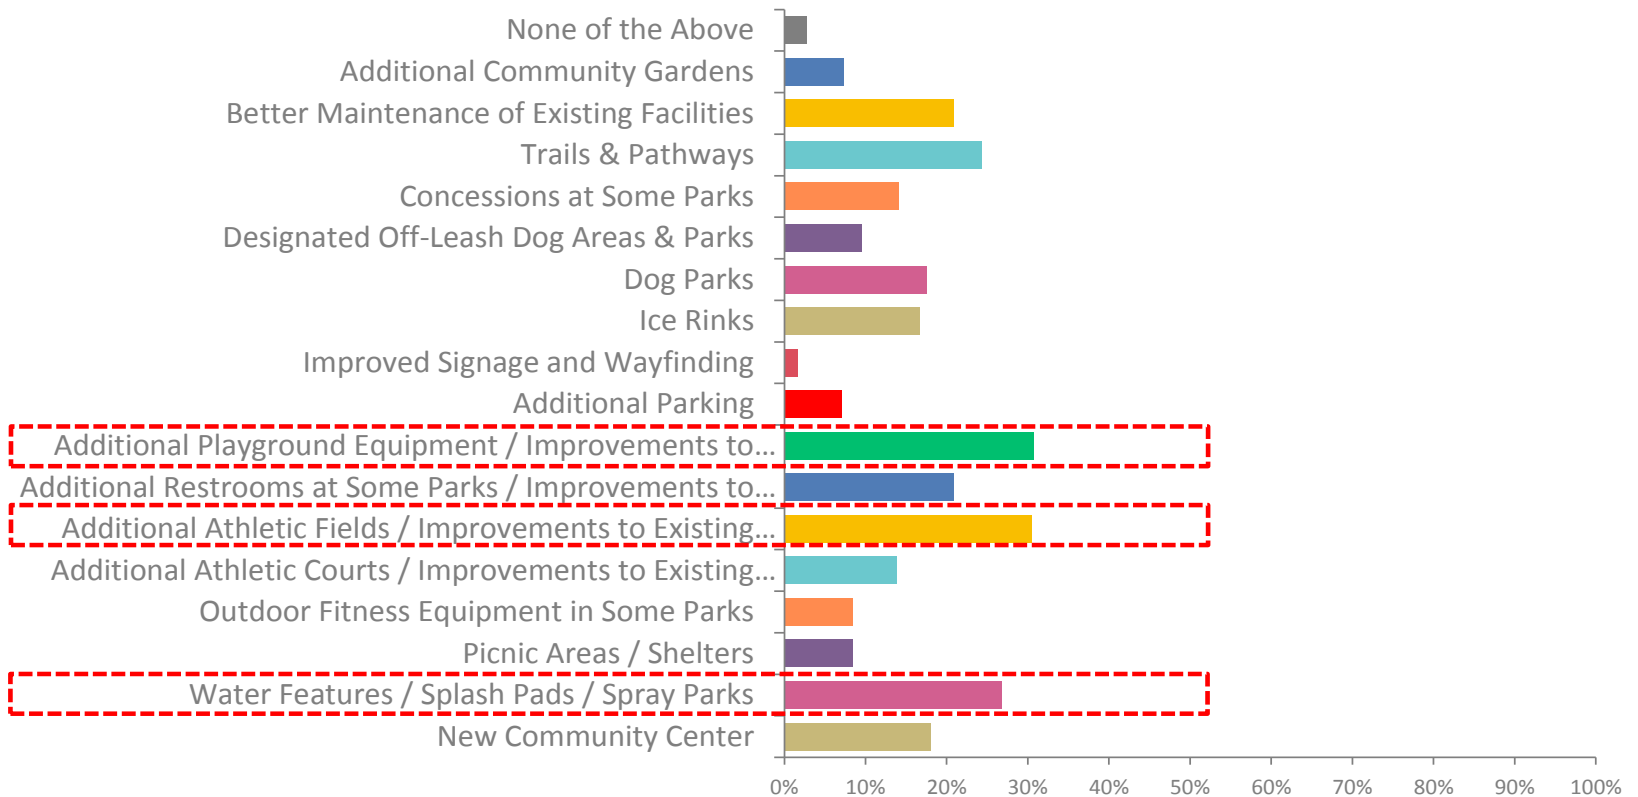 None of the Above
Additional Community Gardens
Better Maintenance of Existing Facilities
Trails & Pathways
Concessions at Some Parks
Designated Off-Leash Dog Areas & Parks
Dog Parks
Ice Rinks
Improved Signage and Wayfinding
Additional Parking
Additional Playground Equipment / Improvements to...
Additional Restrooms at Some Parks / Improvements to...
Additional Athletic Fields / Improvements to Existing...
Additional Athletic Courts / Improvements to Existing...
Outdoor Fitness Equipment in Some Parks
Picnic Areas / Shelters
Water Features / Splash Pads / Spray Parks
New Community Center
0% 10% 20% 30% 40% 50% 60% 70% 80% 90% 100%